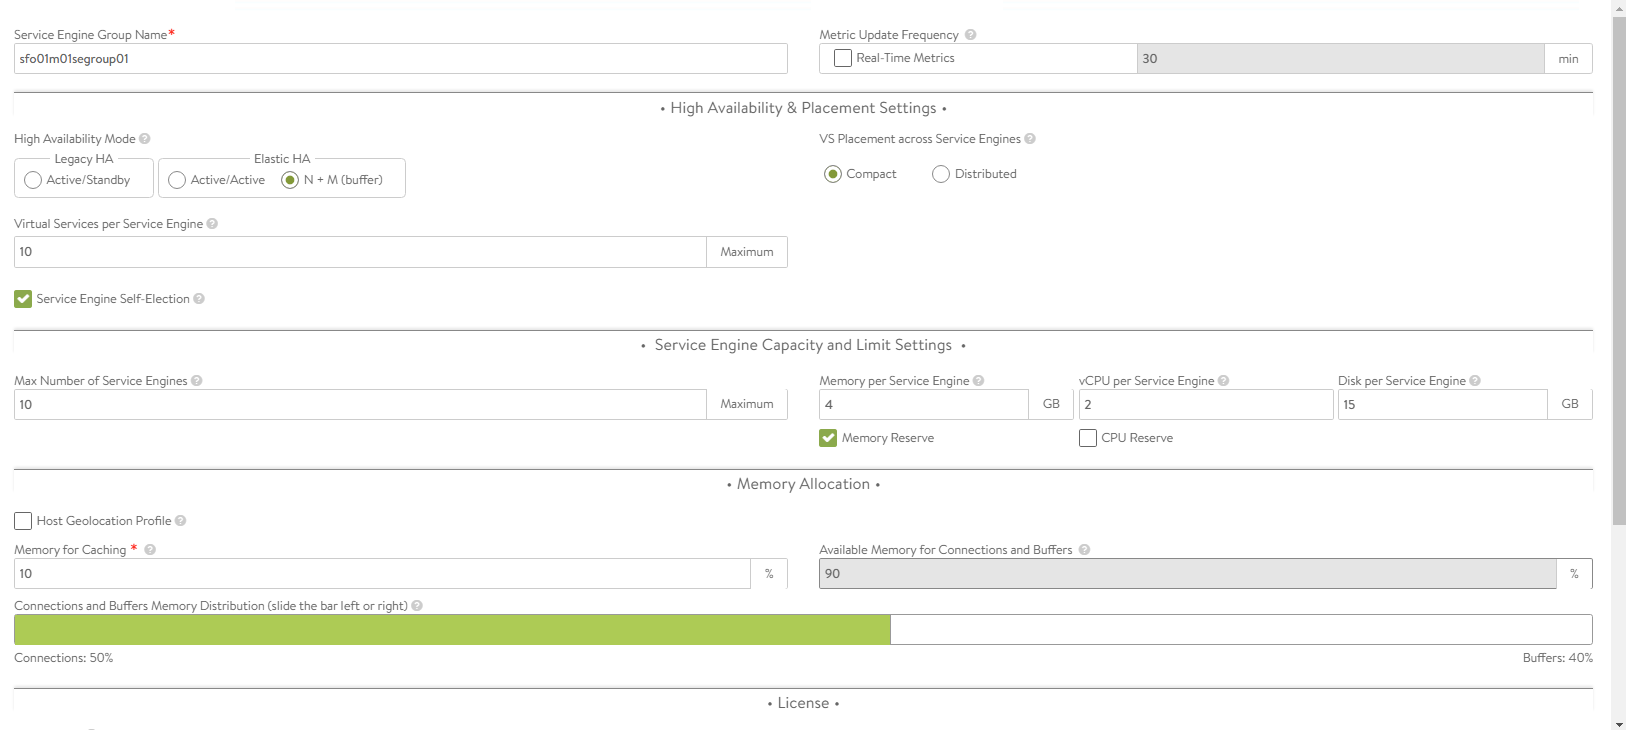 Service Engine Group Name*
sfo01m01segroup01
Metric Update Frequency ?
Real-Time Metrics
30
min
• High Availability & Placement Settings •
High Availability Mode ?
Legacy HA
Active/Standby
Elastic HA
Active/Active
N + M (buffer)
VS Placement across Service Engines ?
Compact
Distributed
Virtual Services per Service Engine ?
10
Maximum
Service Engine Self-Election ?
• Service Engine Capacity and Limit Settings •
Max Number of Service Engines ?
10
Maximum
Memory per Service Engine ?
4
GB
Memory Reserve
vCPU per Service Engine ?
2
CPU Reserve
Disk per Service Engine ?
15
GB
• Memory Allocation •
Host Geolocation Profile ?
Memory for Caching * ?
10
%
Available Memory for Connections and Buffers ?
90
%
Connections and Buffers Memory Distribution (slide the bar left or right) ?
Connections: 50%
Buffers: 40%
• License •